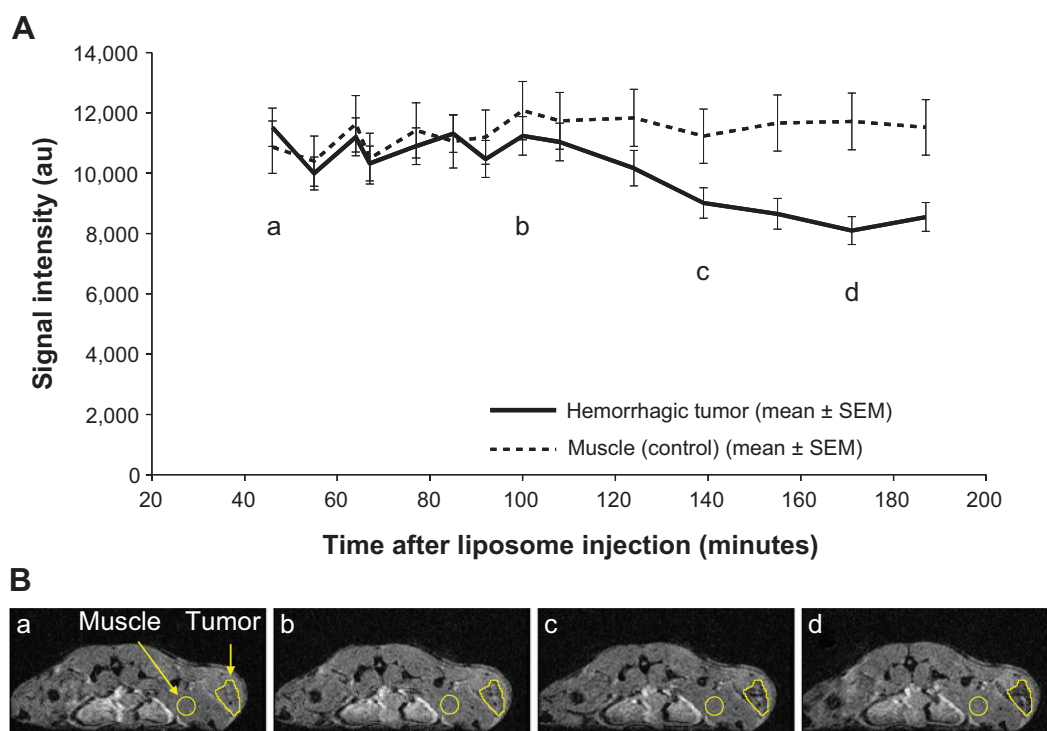 A
14,000
12,000
10,000
8,000
6,000
4,000
2,000
0
Signal intensity (au)
a
b
c
d
Hemorrhagic tumor (mean ± SEM)
Muscle (control) (mean ± SEM)
20 40 60 80 100 120 140 160 180 200
Time after liposome injection (minutes)
B
a Muscle Tumor b c d